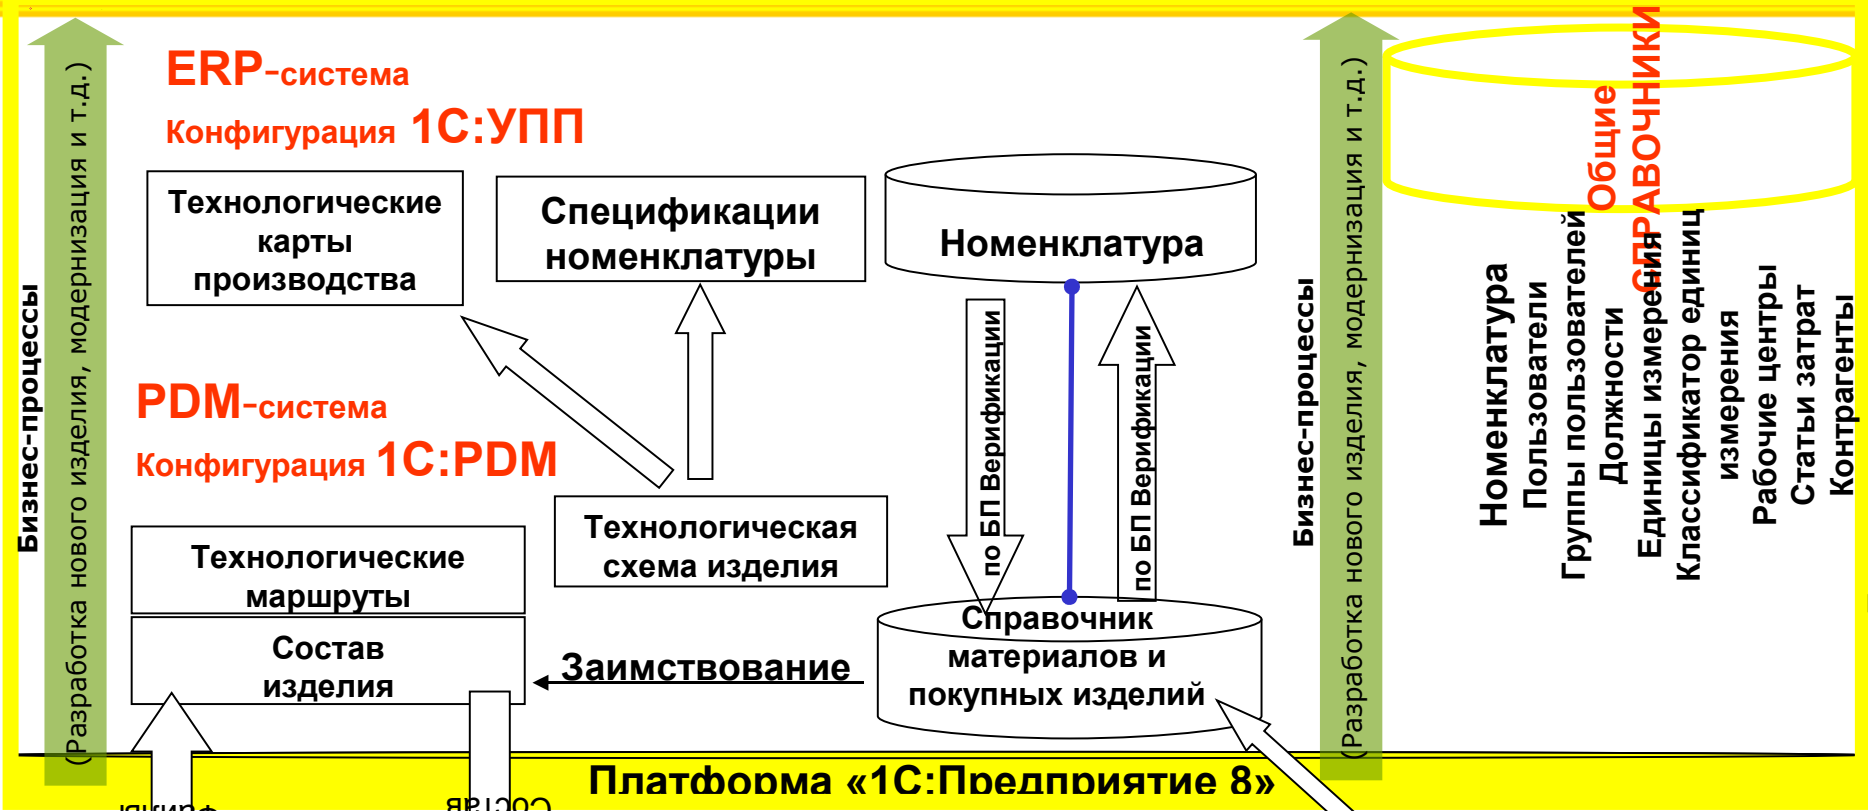 ERP-система
Конфигурация 1С:УПП
Технологические
карты
производства
Спецификации
номенклатуры
Номенклатура
Бизнес-процессы
(Разработка нового изделия, модернизация и т.д.)
PDM-система
Конфигурация 1С:PDM
Технологическая
схема изделия
Технологические
маршруты
Состав
изделия
Заимствование
по БП Верификации
по БП Верификации
Справочник
материалов и
покупных изделий
Бизнес-процессы
(Разработка нового изделия, модернизация и т.д.)
Общие
СПРАВОЧНИКИ
Номенклатура
Пользователи
Группы пользователей
Должности
Единицы измерения
Классификатор единиц
измерения
Рабочие центры
Статьи затрат
Контрагенты
Платформа «1С:Предприятие 8»
Состав